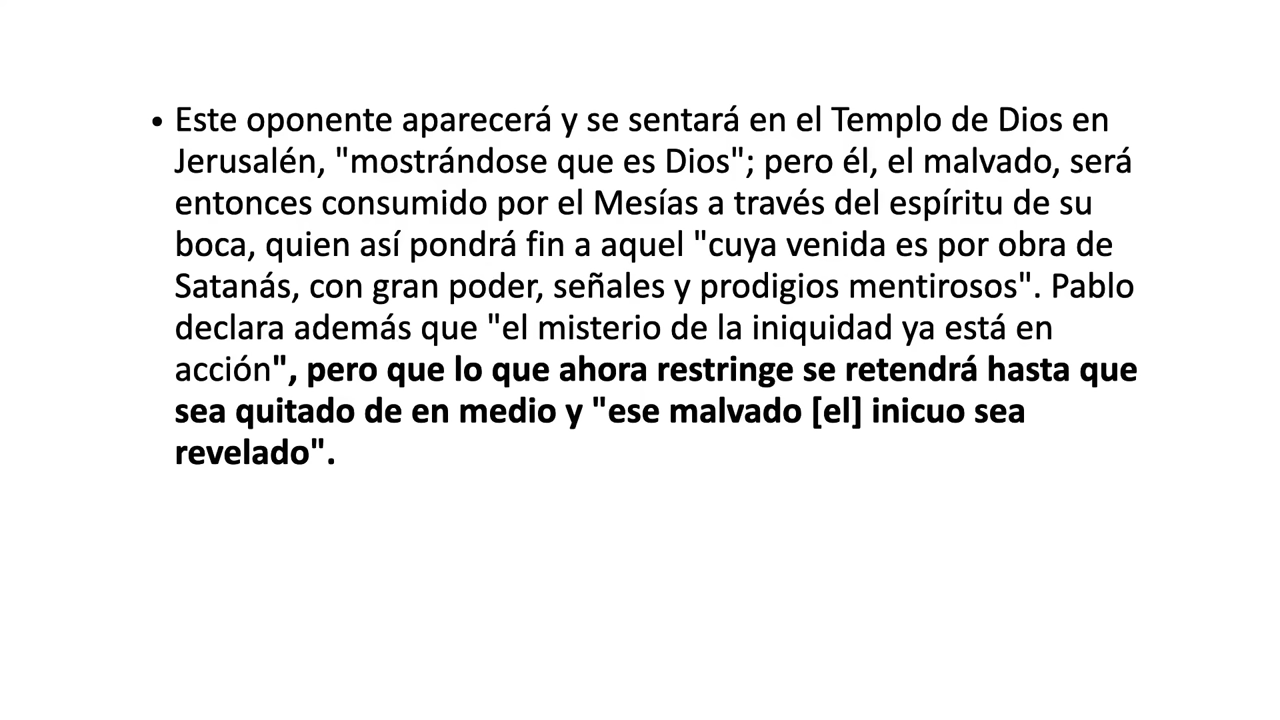 • Este oponente aparecerá y se sentará en el Templo de Dios en
Jerusalén, "mostrándose que es Dios"; pero él, el malvado, será
entonces consumido por el Mesías a través del espíritu de su
boca, quien así pondrá fin a aquel "cuya venida es por obra de
Satanás, con gran poder, señales y prodigios mentirosos". Pablo
declara además que "el misterio de la iniquidad ya está en
acción", pero que lo que ahora restringe se retendrá hasta que
sea quitado de en medio y "ese malvado [el] inicuo sea
revelado".